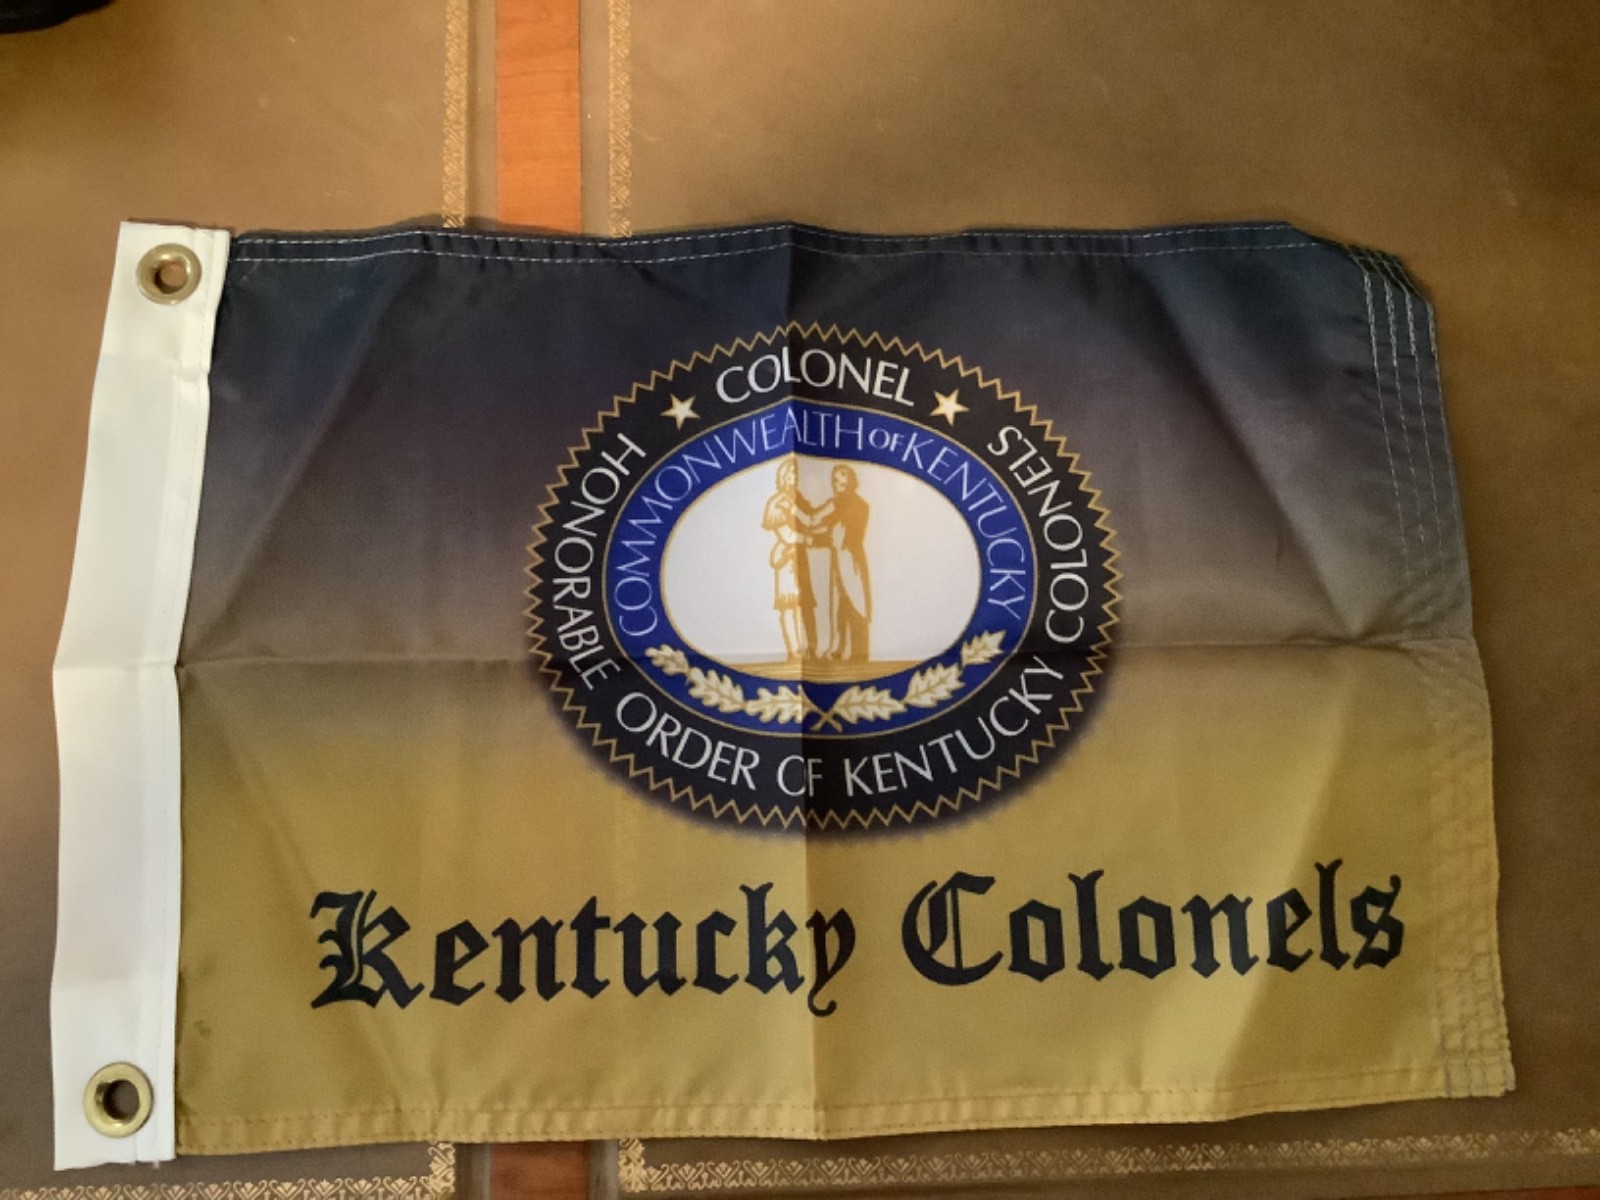 ★ COLONEL ★
HONORABLE ORDER OF KENTUCKY COLONELS
COMMONWEALTH OF KENTUCKY
Kentucky Colonels